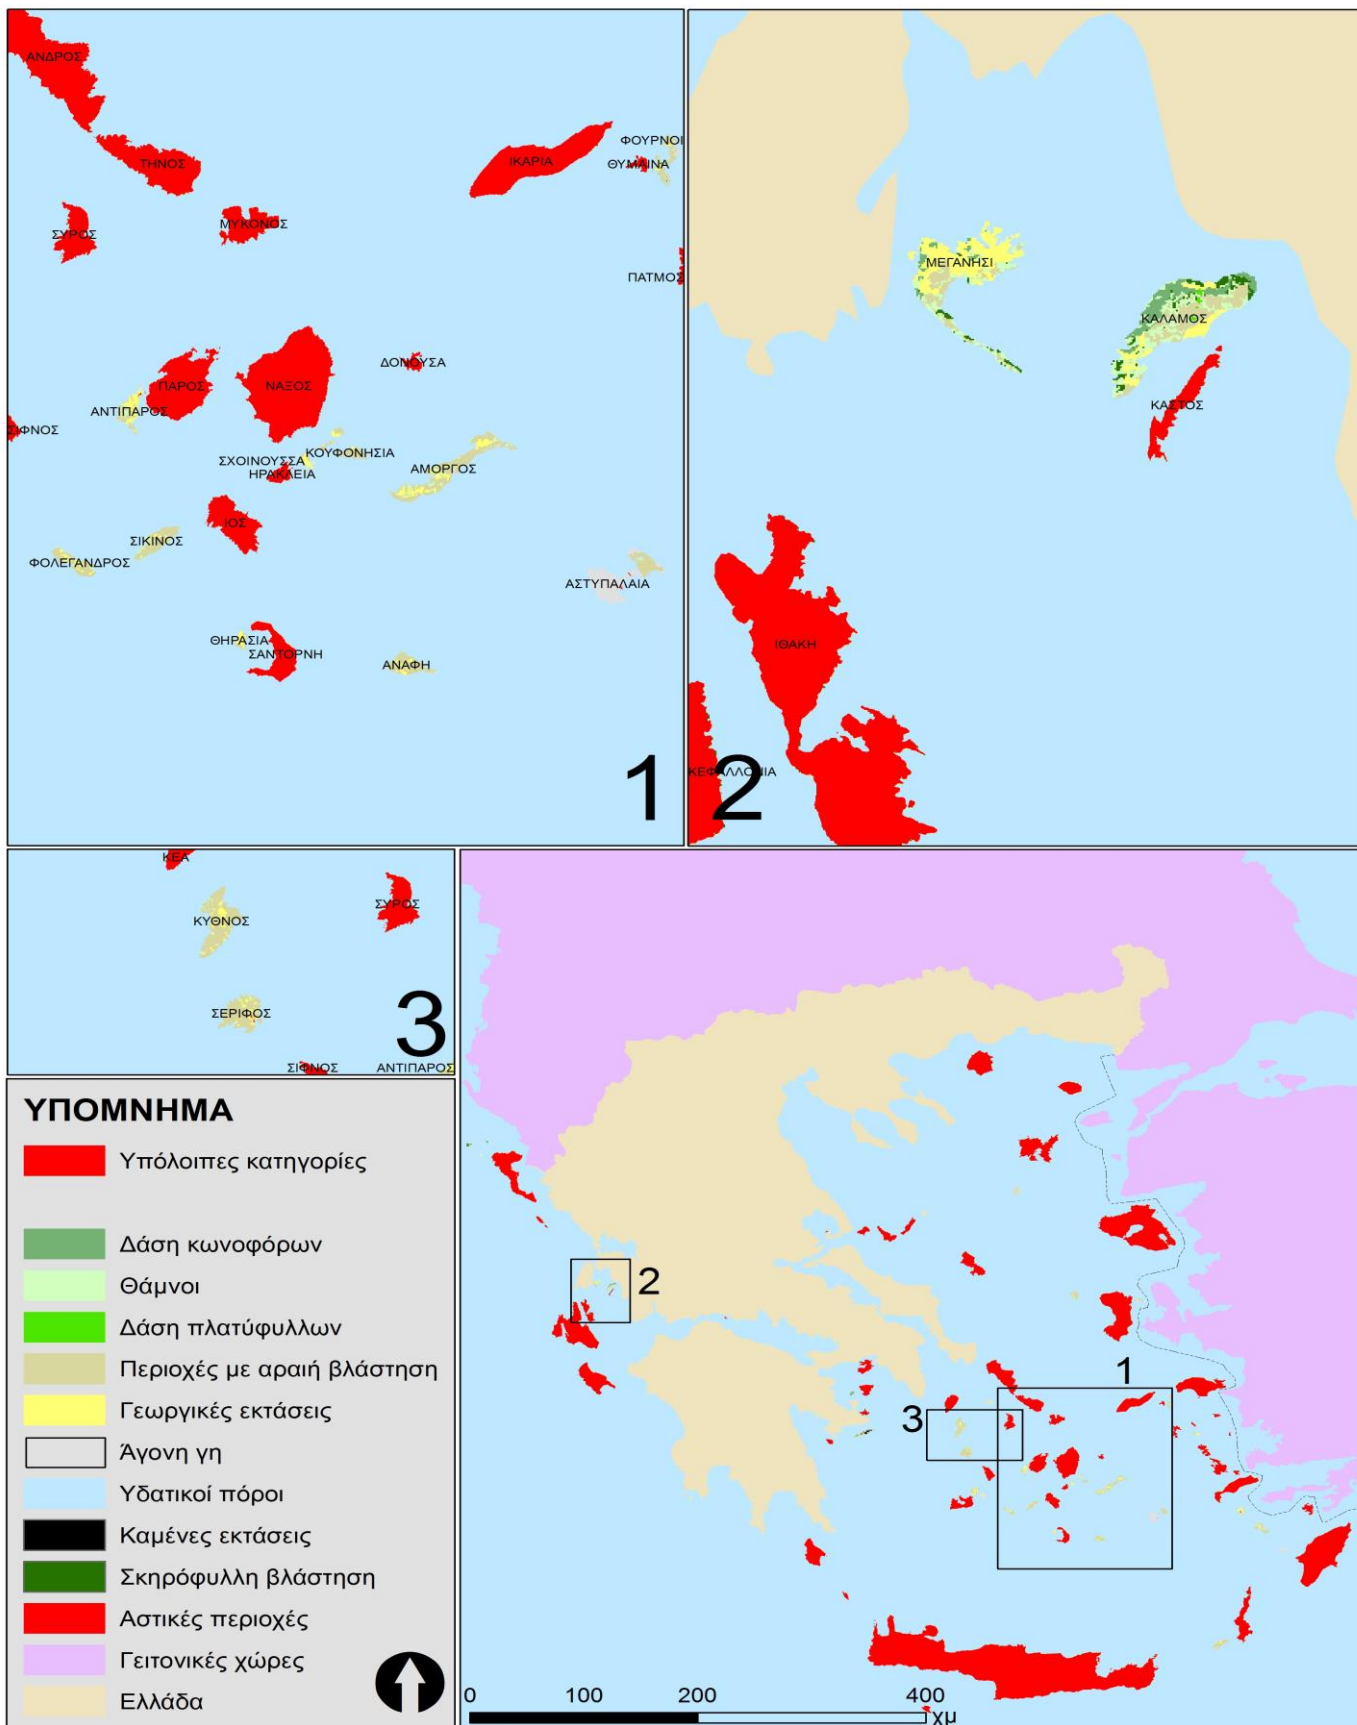 ΑΝΔΡΟΣ
ΤΗΝΟΣ
ΙΚΑΡΙΑ
ΦΟΥΡΝΟΙ
ΘΥΜΑΙΝΑ
ΣΥΡΟΣ
ΜΥΚΟΝΟΣ
ΠΑΤΜΟΣ
ΔΟΝΟΥΣΑ
ΠΑΡΟΣ
ΝΑΞΟΣ
ΑΝΤΙΠΑΡΟΣ
ΣΙΦΝΟΣ
ΚΟΥΦΟΝΗΣΙΑ
ΣΧΟΙΝΟΥΣΣΑ
ΗΡΑΚΛΕΙΑ
ΑΜΟΡΓΟΣ
ΙΟΣ
ΣΙΚΙΝΟΣ
ΦΟΛΕΓΑΝΔΡΟΣ
ΑΣΤΥΠΑΛΑΙΑ
ΘΗΡΑΣΙΑ
ΣΑΝΤΟΡΝΗ
ΑΝΑΦΗ
1
ΜΕΓΑΝΗΣΙ
ΚΑΛΑΜΟΣ
ΚΑΣΤΟΣ
ΙΘΑΚΗ
ΚΕΦΑΛΛΟΝΙΑ
2
ΚΕΑ
ΚΥΘΝΟΣ
ΣΥΡΟΣ
ΣΕΡΙΦΟΣ
3
ΣΙΦΝΟΣ
ΑΝΤΙΠΑΡΟΣ
ΥΠΟΜΝΗΜΑ
Υπόλοιπες κατηγορίες
Δάση κωνοφόρων
Θάμνοι
Δάση πλατύφυλλων
Περιοχές με αραιή βλάστηση
Γεωργικές εκτάσεις
Άγονη γη
Υδατικοί πόροι
Καμένες εκτάσεις
Σκηρόφυλλη βλάστηση
Αστικές περιοχές
Γειτονικές χώρες
Ελλάδα
2
1
3
0 100 200 400
χμ